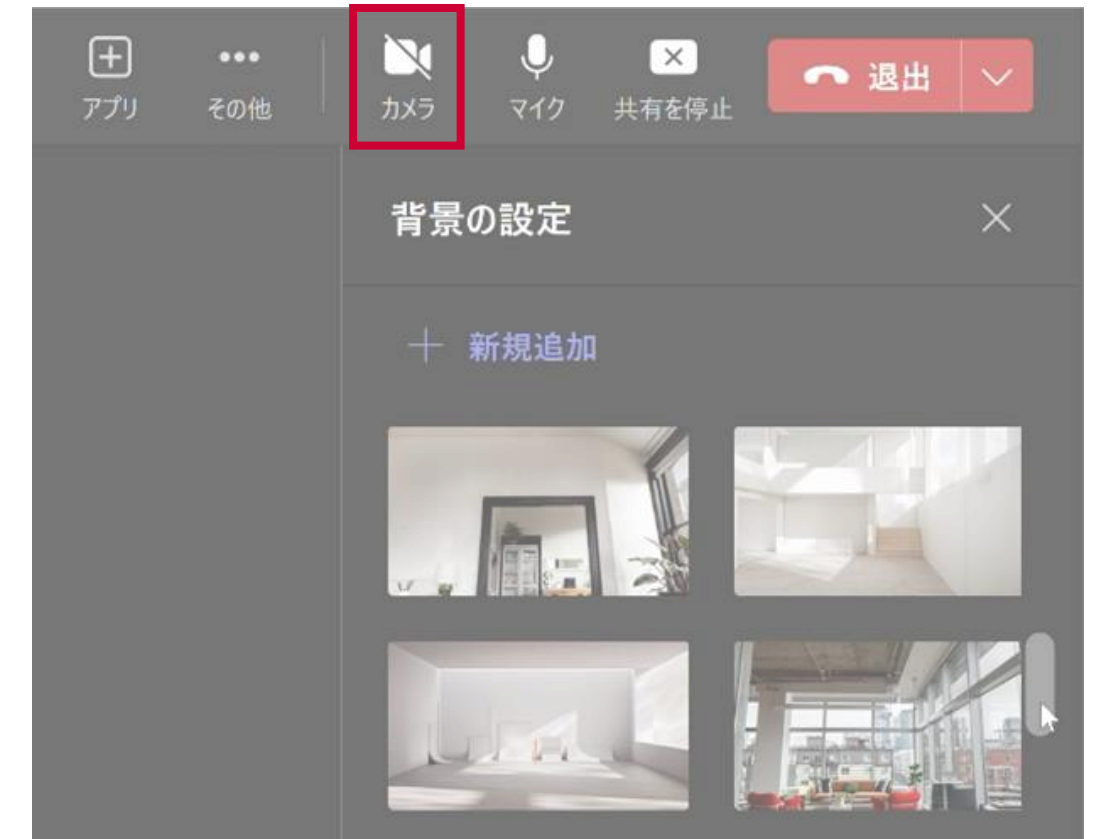 アプリ
その他
カメラ
マイク
共有を停止
退出
背景の設定
新規追加